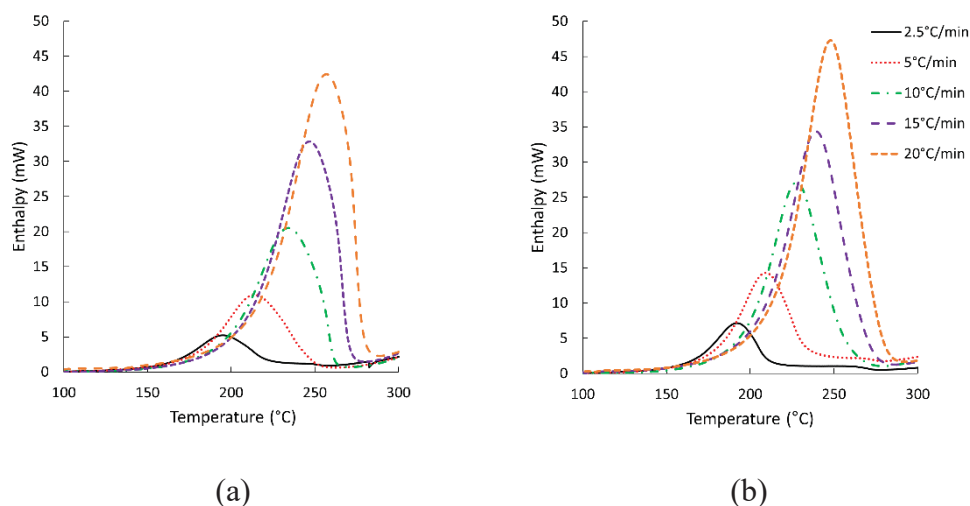 50
45
40
35
30
25
20
15
10
5
0
Enthalpy (mW)
100 150 200 250 300
Temperature (°C)
(a)
50
45
40
35
30
25
20
15
10
5
0
Enthalpy (mW)
100 150 200 250 300
Temperature (°C)
2.5°C/min
5°C/min
10°C/min
15°C/min
20°C/min
(b)